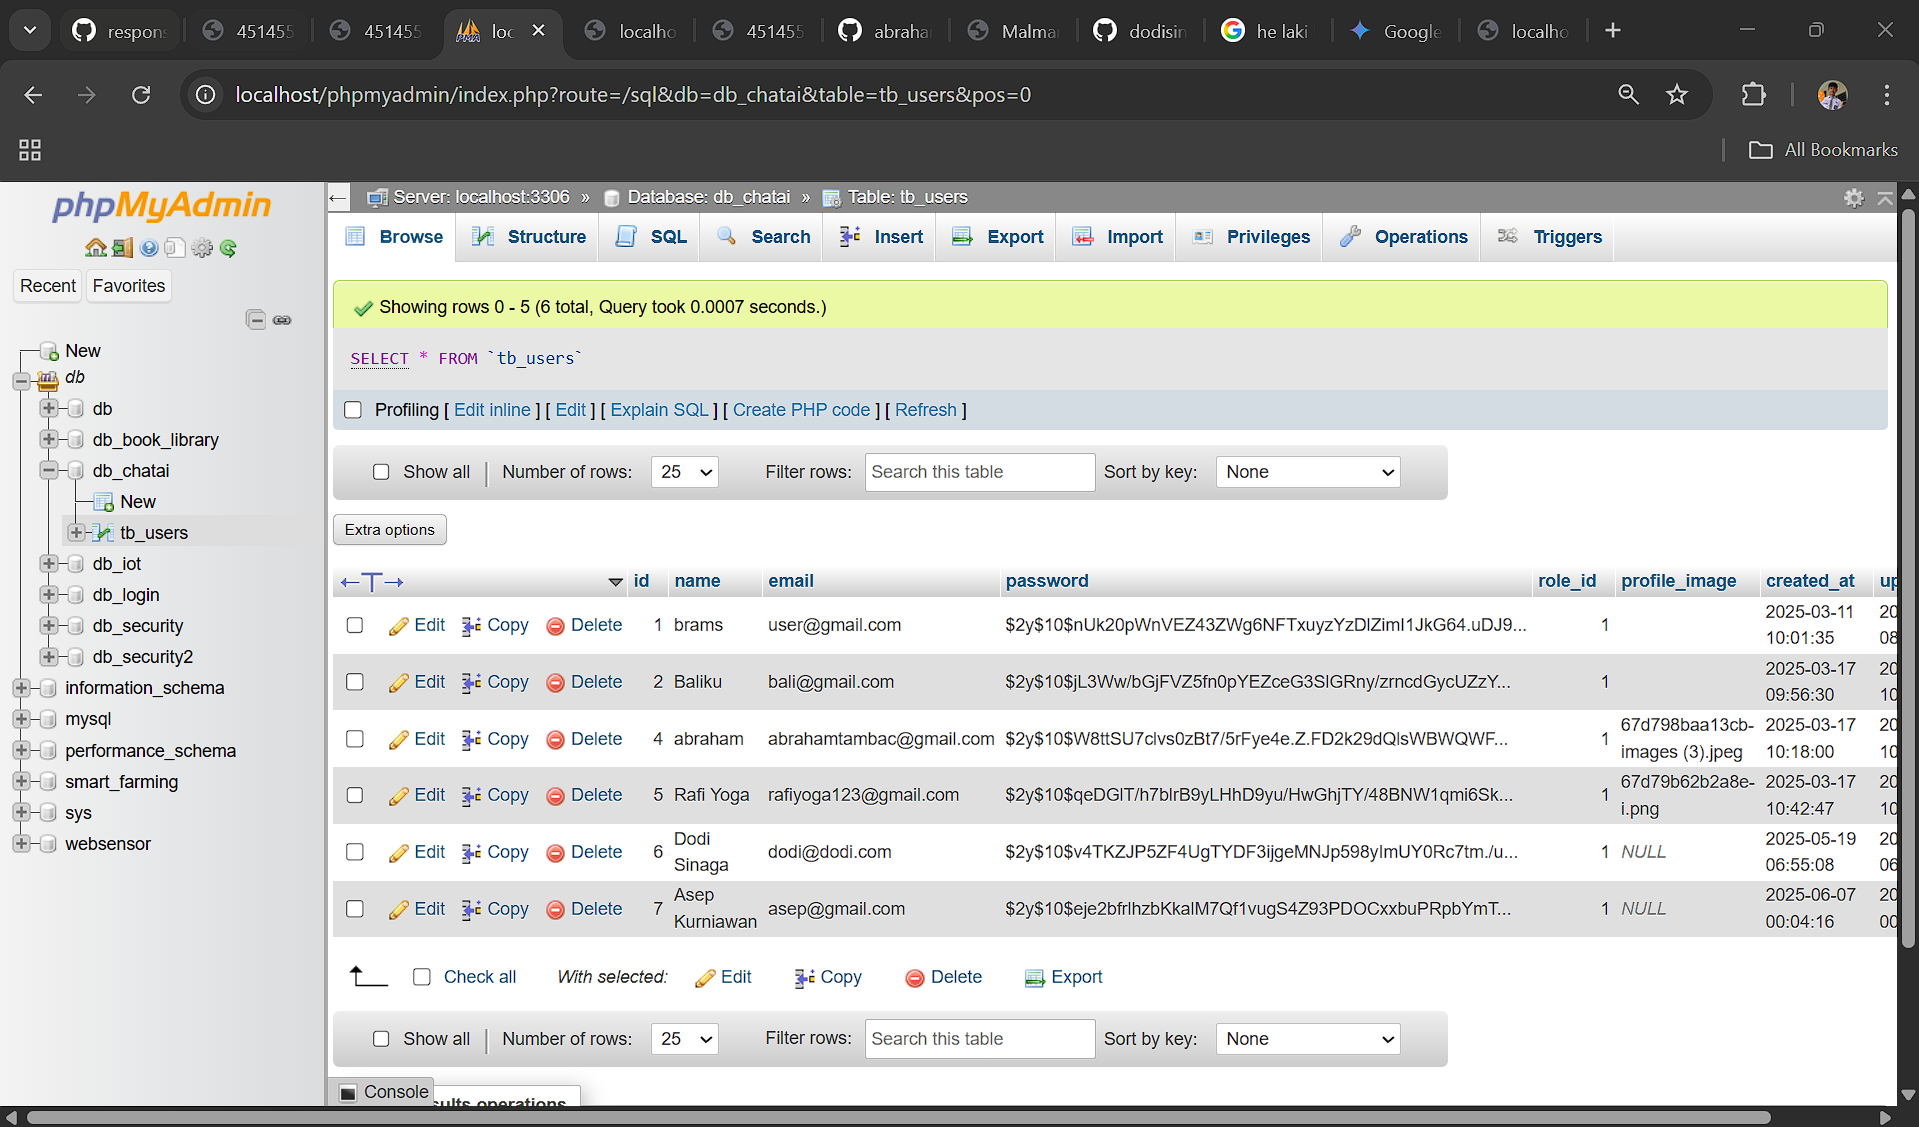 respons
451455
451455
loc
localho
451455
abraha
Malmar
dodisin
he laki
Google
localho
localhost/phpmyadmin/index.php?route=/sql&db=db_chatai&table=tb_users&pos=0
All Bookmarks
phpMyAdmin
Recent Favorites
New
db
db
db_book_library
db_chatai
New
tb_users
db_iot
db_login
db_security
db_security2
information_schema
mysql
performance_schema
smart_farming
sys
websensor
Server: localhost:3306 » Database: db_chatai » Table: tb_users
Browse Structure SQL Search Insert Export Import Privileges Operations Triggers
Showing rows 0 - 5 (6 total, Query took 0.0007 seconds.)
SELECT * FROM `tb_users`
Profiling [ Edit inline ] [ Edit ] [ Explain SQL ] [ Create PHP code ] [ Refresh ]
Show all Number of rows: 25 Filter rows: Search this table Sort by key: None
Extra options
id name email password role_id profile_image created_at up
Edit Copy Delete 1 brams user@gmail.com $2y$10$nUk20pWnVEZ43ZWg6NFTxuyzYzDlZimI1JkG64.uDJ9... 1 2025-03-11 10:01:35 20 08
Edit Copy Delete 2 Baliku bali@gmail.com $2y$10$jL3Ww/bGjFVZ5fn0pYEZceG3SlGRny/zrncdGycUZzY... 1 2025-03-17 09:56:30 20 10
Edit Copy Delete 4 abraham abrahamtambac@gmail.com $2y$10$W8ttSU7clvs0zBt7/5rFye4e.Z.FD2k29dQlsWBWQWF... 1 67d798baa13cb-images (3).jpeg 2025-03-17 10:18:00 20 10
Edit Copy Delete 5 Rafi Yoga rafiyoga123@gmail.com $2y$10$qeDGlT/h7blrB9yLHhD9yu/HwGhjTY/48BNW1qmi6Sk... 1 67d79b62b2a8e-i.png 2025-03-17 10:42:47 20 10
Edit Copy Delete 6 Dodi Sinaga dodi@dodi.com $2y$10$v4TKZJP5ZF4UgTYDF3ijgeMNJp598ylmUY0Rc7tm./u... 1 NULL 2025-05-19 06:55:08 20 06
Edit Copy Delete 7 Asep Kurniawan asep@gmail.com $2y$10$eje2bfrlhzbKkalM7Qf1vugS4Z93PDOCxxbuPRpbYmT... 1 NULL 2025-06-07 00:04:16 20 00
Check all With selected: Edit Copy Delete Export
Show all Number of rows: 25 Filter rows: Search this table Sort by key: None
Console
ults operations